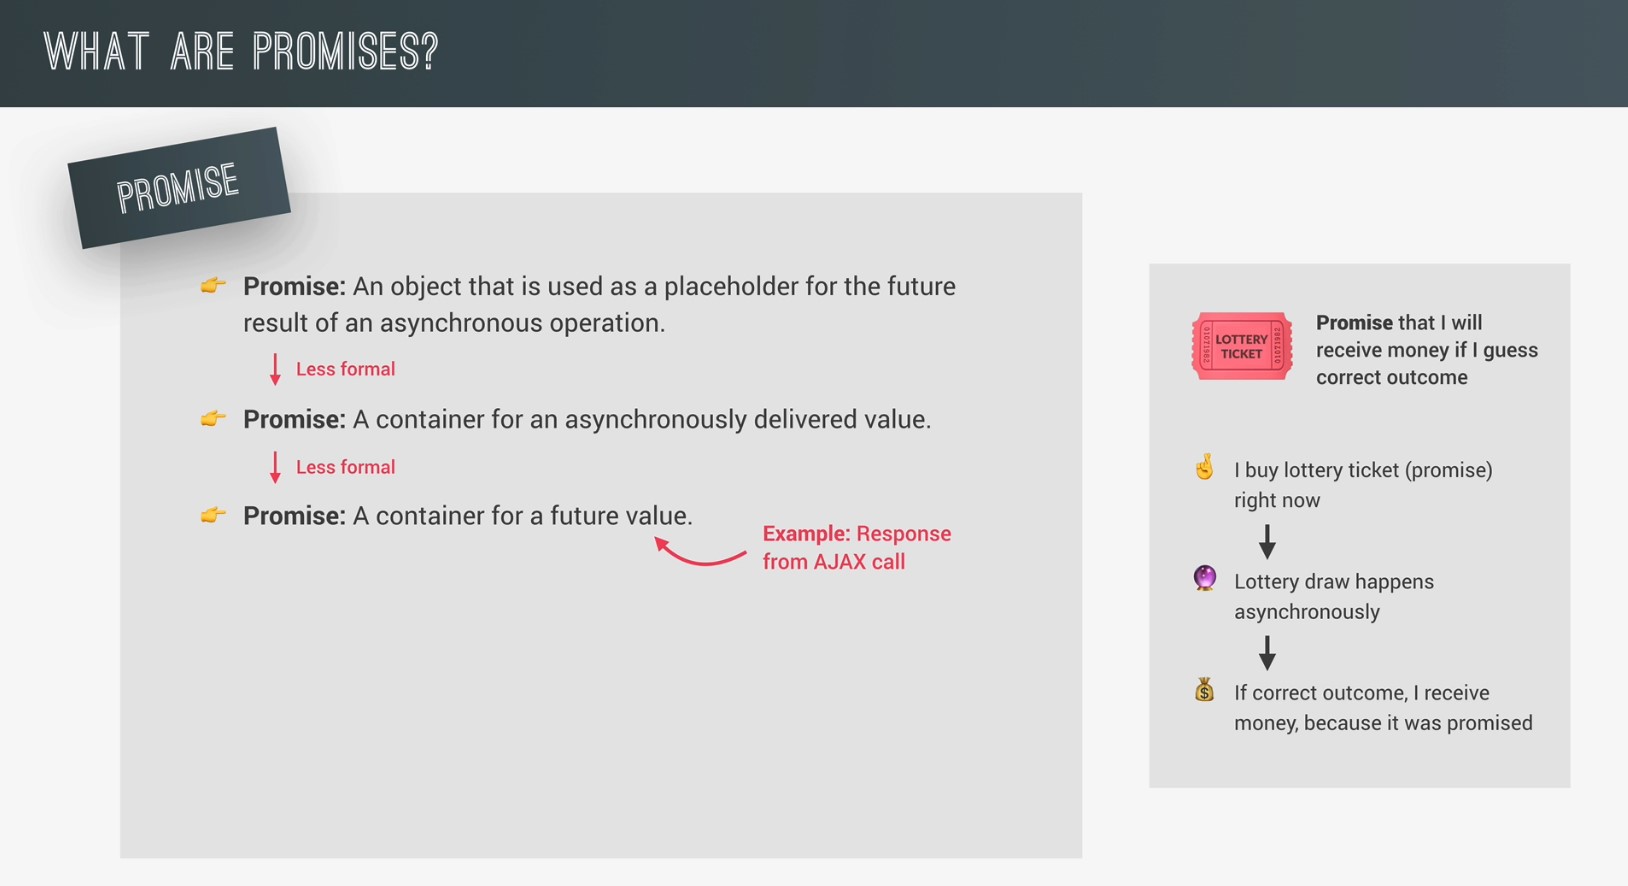 WHAT ARE PROMISES?
PROMISE
Promise: An object that is used as a placeholder for the future
result of an asynchronous operation.
Less formal
Promise: A container for an asynchronously delivered value.
Less formal
Promise: A container for a future value.
Example: Response
from AJAX call
LOTTERY
TICKET
Promise that I will
receive money if I guess
correct outcome
I buy lottery ticket (promise)
right now
Lottery draw happens
asynchronously
If correct outcome, I receive
money, because it was promised